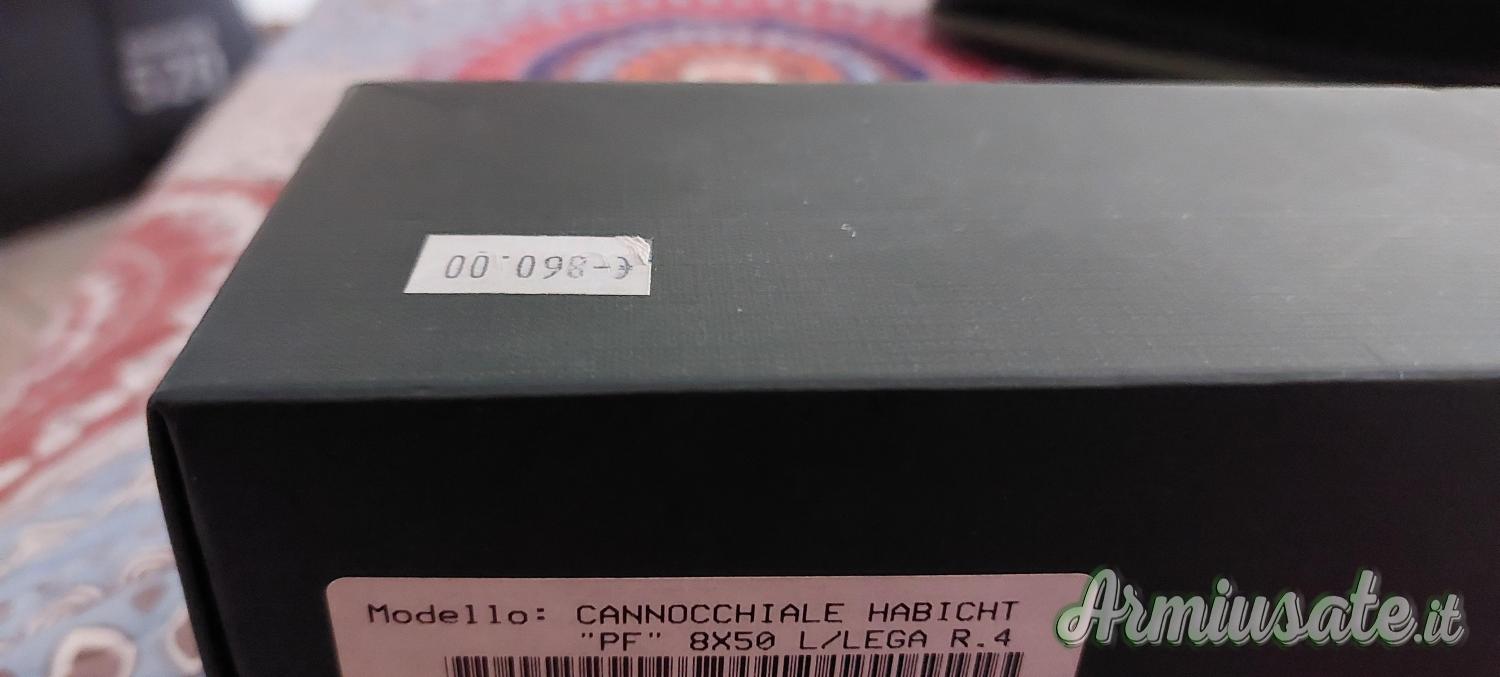 €-860.00
Modello: CANNOCCHIALE HABICHT
"PF" 8X50 L/LEGA R.4
Armiusate.it